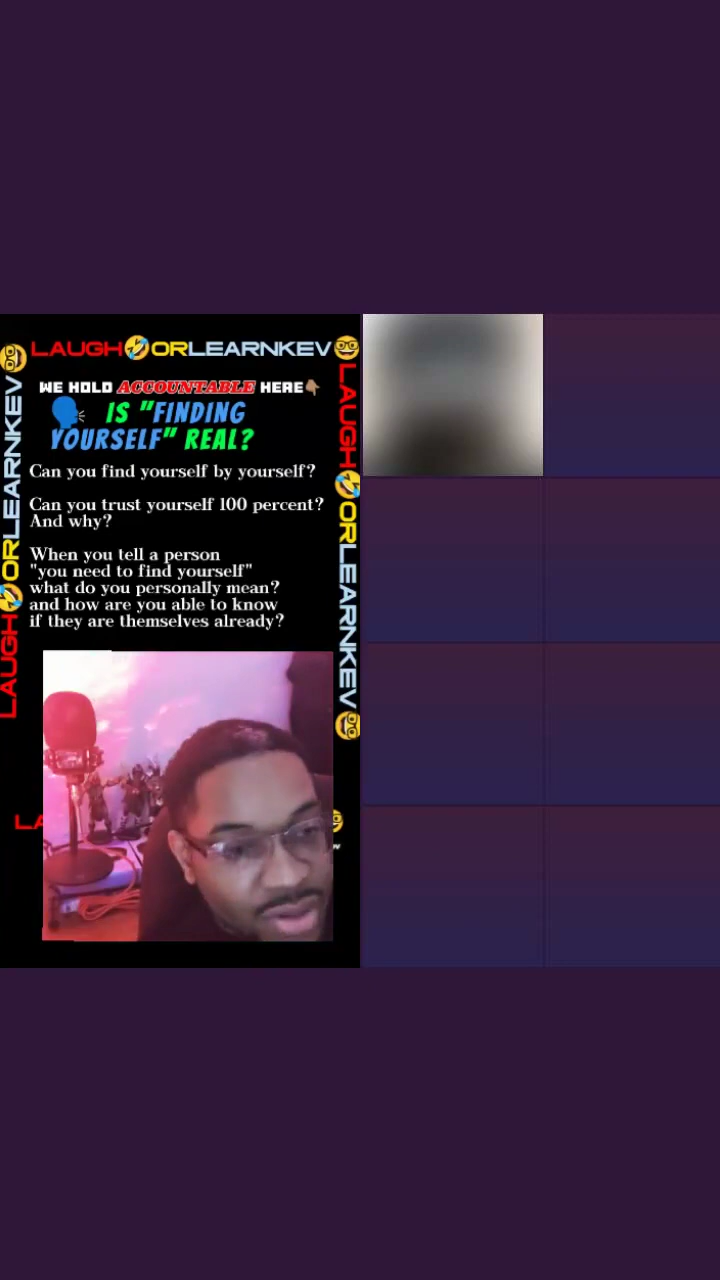 LAUGH🤣ORLEARNKEV🤓
WE HOLD ACCOUNTABLE HERE👇🏽
🗣 IS "FINDING
YOURSELF" REAL?
Can you find yourself by yourself?
Can you trust yourself 100 percent?
And why?
When you tell a person
"you need to find yourself"
what do you personally mean?
and how are you able to know
if they are themselves already?
LAUGH🤣ORLEARNKEV🤓
LAUGH🤣ORLEARNKEV🤓
LA